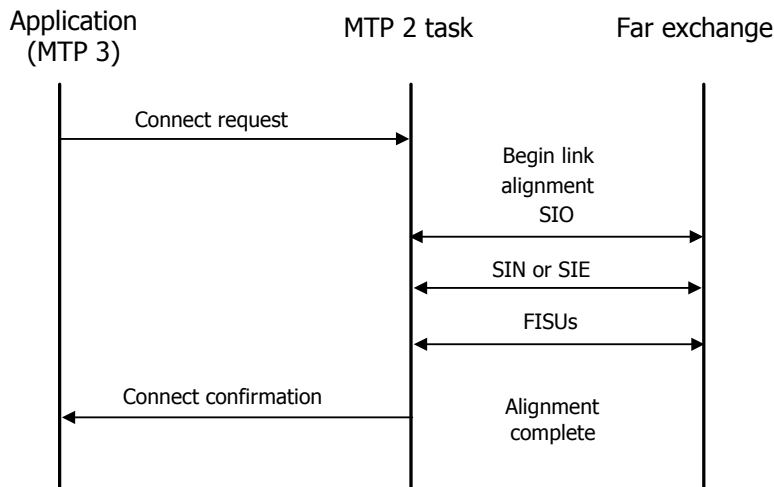 Application
(MTP 3)
MTP 2 task
Far exchange
Connect request
Begin link
alignment
SIO
SIN or SIE
FISUs
Connect confirmation
Alignment
complete